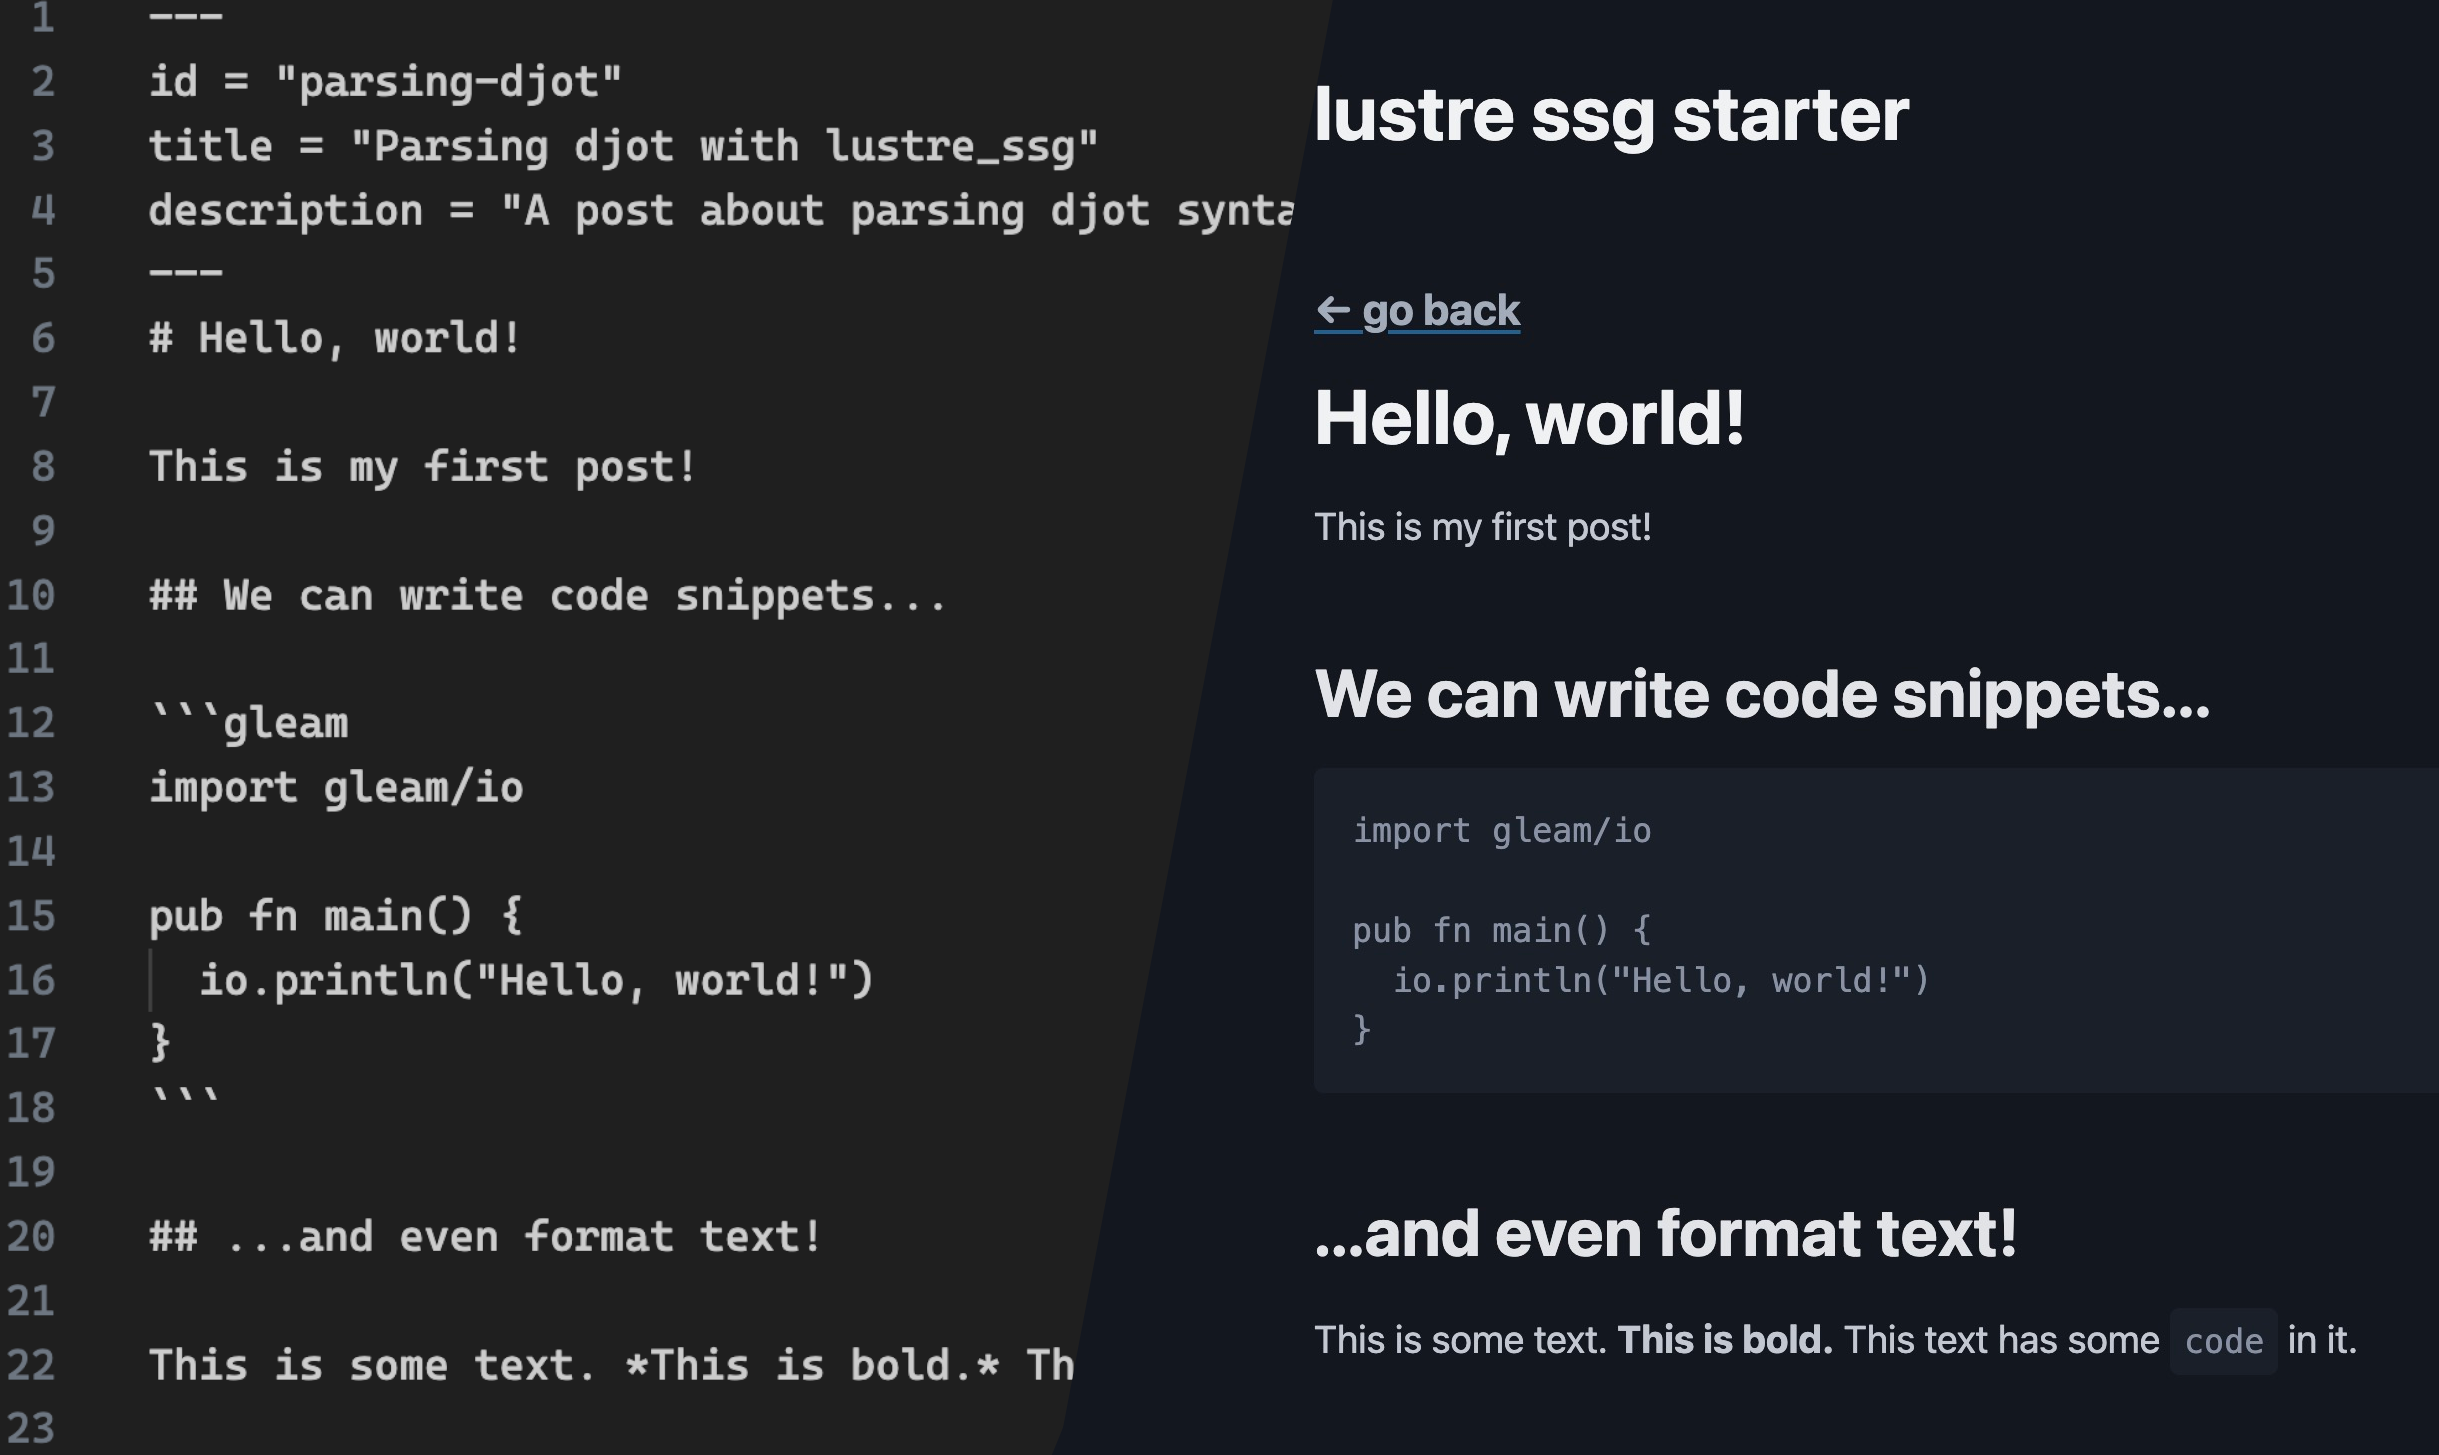 1 ---
2 id = "parsing-djot"
3 title = "Parsing djot with lustre_ssg"
4 description = "A post about parsing djot synta
5 ---
6 # Hello, world!
7
8 This is my first post!
9
10 ## We can write code snippets...
11
12 ```gleam
13 import gleam/io
14
15 pub fn main() {
16   io.println("Hello, world!")
17 }
18 ```
19
20 ## ...and even format text!
21
22 This is some text. *This is bold.* Th
23
lustre ssg starter
← go back
Hello, world!
This is my first post!
We can write code snippets...
import gleam/io
pub fn main() {
  io.println("Hello, world!")
}
...and even format text!
This is some text. This is bold. This text has some code in it.